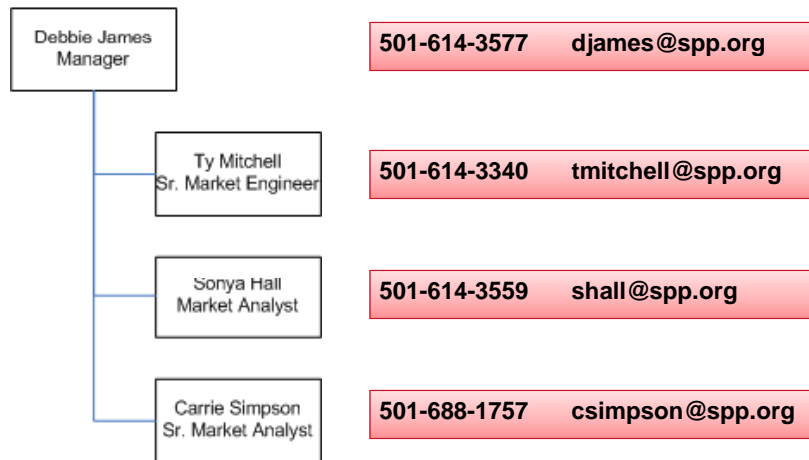 Debbie James
Manager
501-614-3577 djames@spp.org
Ty Mitchell
Sr. Market Engineer
501-614-3340 tmitchell@spp.org
Sonya Hall
Market Analyst
501-614-3559 shall@spp.org
Carrie Simpson
Sr. Market Analyst
501-688-1757 csimpson@spp.org